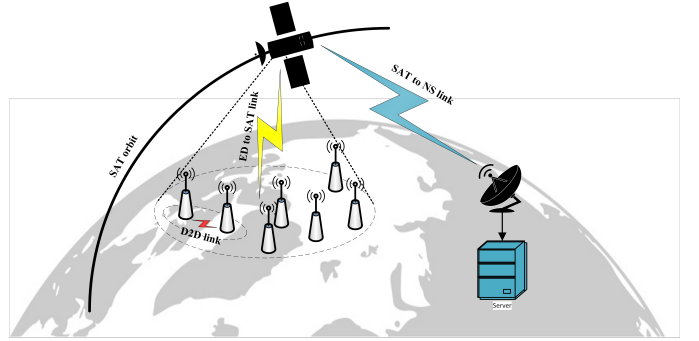 SAT to NS link
ED to SAT link
SAT orbit
D2D link
Server